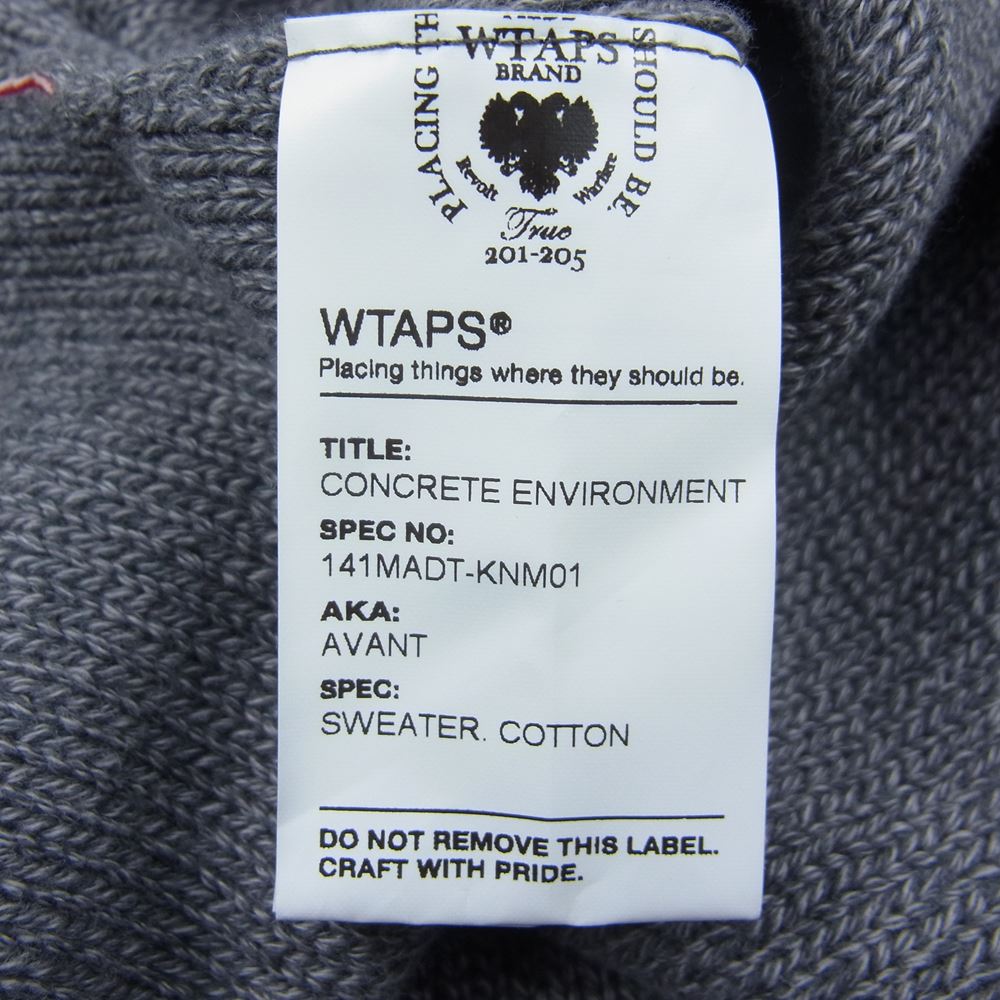 PLACING TH
SHOULD BE.
WTAPS
BRAND
Revolt
Warfare
True
201-205
WTAPS®
Placing things where they should be.
TITLE:
CONCRETE ENVIRONMENT
SPEC NO:
141MADT-KNM01
AKA:
AVANT
SPEC:
SWEATER. COTTON
DO NOT REMOVE THIS LABEL.
CRAFT WITH PRIDE.